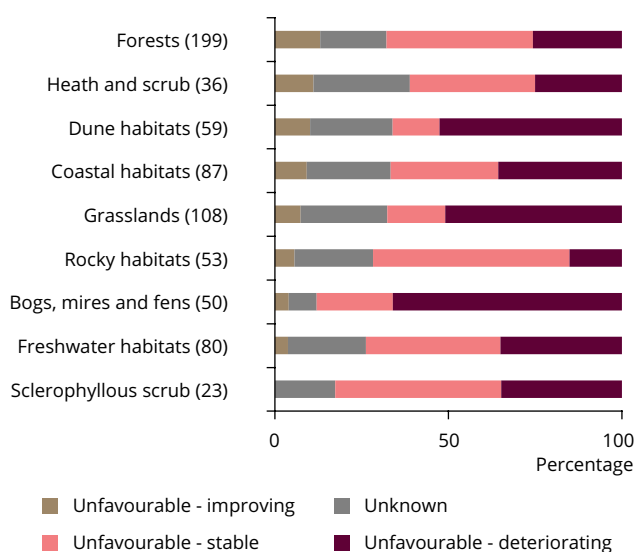 Forests (199)
Heath and scrub (36)
Dune habitats (59)
Coastal habitats (87)
Grasslands (108)
Rocky habitats (53)
Bogs, mires and fens (50)
Freshwater habitats (80)
Sclerophyllous scrub (23)
0 50 100
Percentage
Unfavourable - improving Unknown
Unfavourable - stable Unfavourable - deteriorating